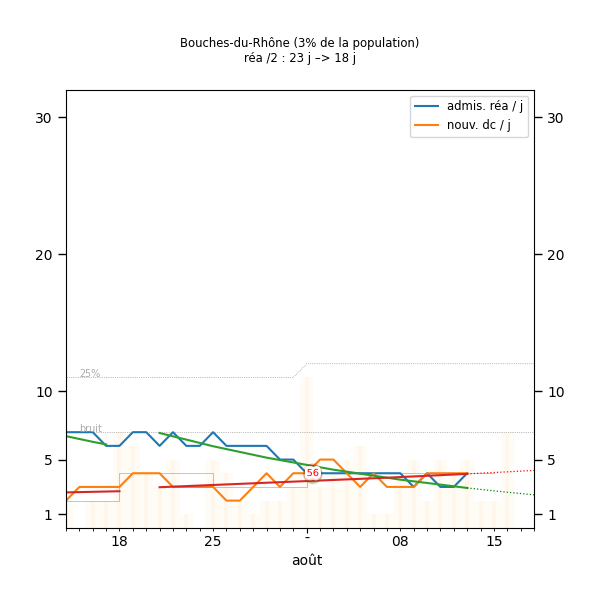 Bouches-du-Rhône (3% de la population)
réa /2 : 23 j –> 18 j
admis. réa / j
nouv. dc / j
30
30
20
20
25%
10
10
bruit
5
5
56
1
1
18
25
-
08
15
août